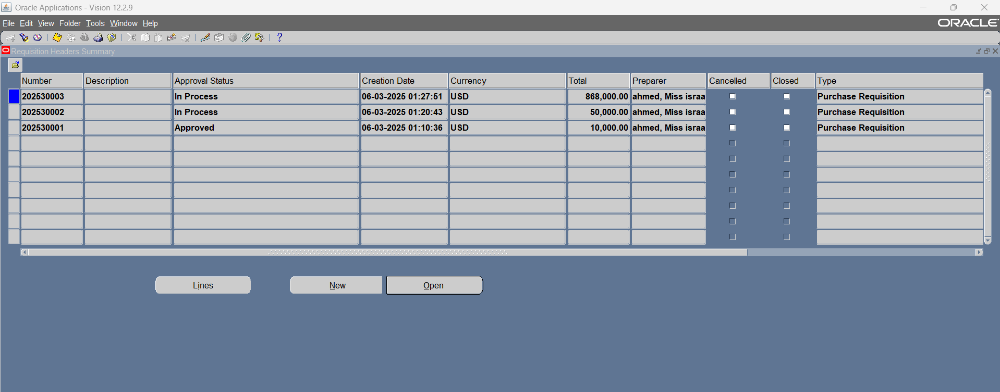 Oracle Applications - Vision 12.2.9
File Edit View Folder Tools Window Help
ORACLE
Requisition Headers Summary
Number Description Approval Status Creation Date Currency Total Preparer Cancelled Closed Type
202530003 In Process 06-03-2025 01:27:51 USD 868,000.00 ahmed, Miss israa Purchase Requisition
202530002 In Process 06-03-2025 01:20:43 USD 50,000.00 ahmed, Miss israa Purchase Requisition
202530001 Approved 06-03-2025 01:10:36 USD 10,000.00 ahmed, Miss israa Purchase Requisition
Lines New Open